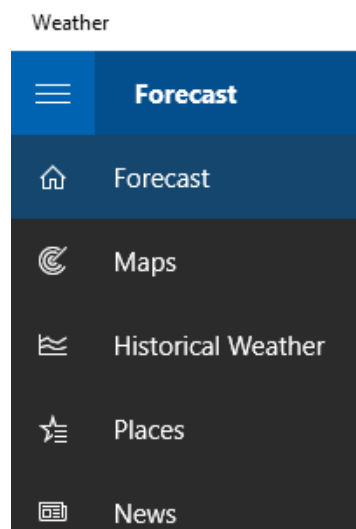 Weather
Forecast
Forecast
Maps
Historical Weather
Places
News